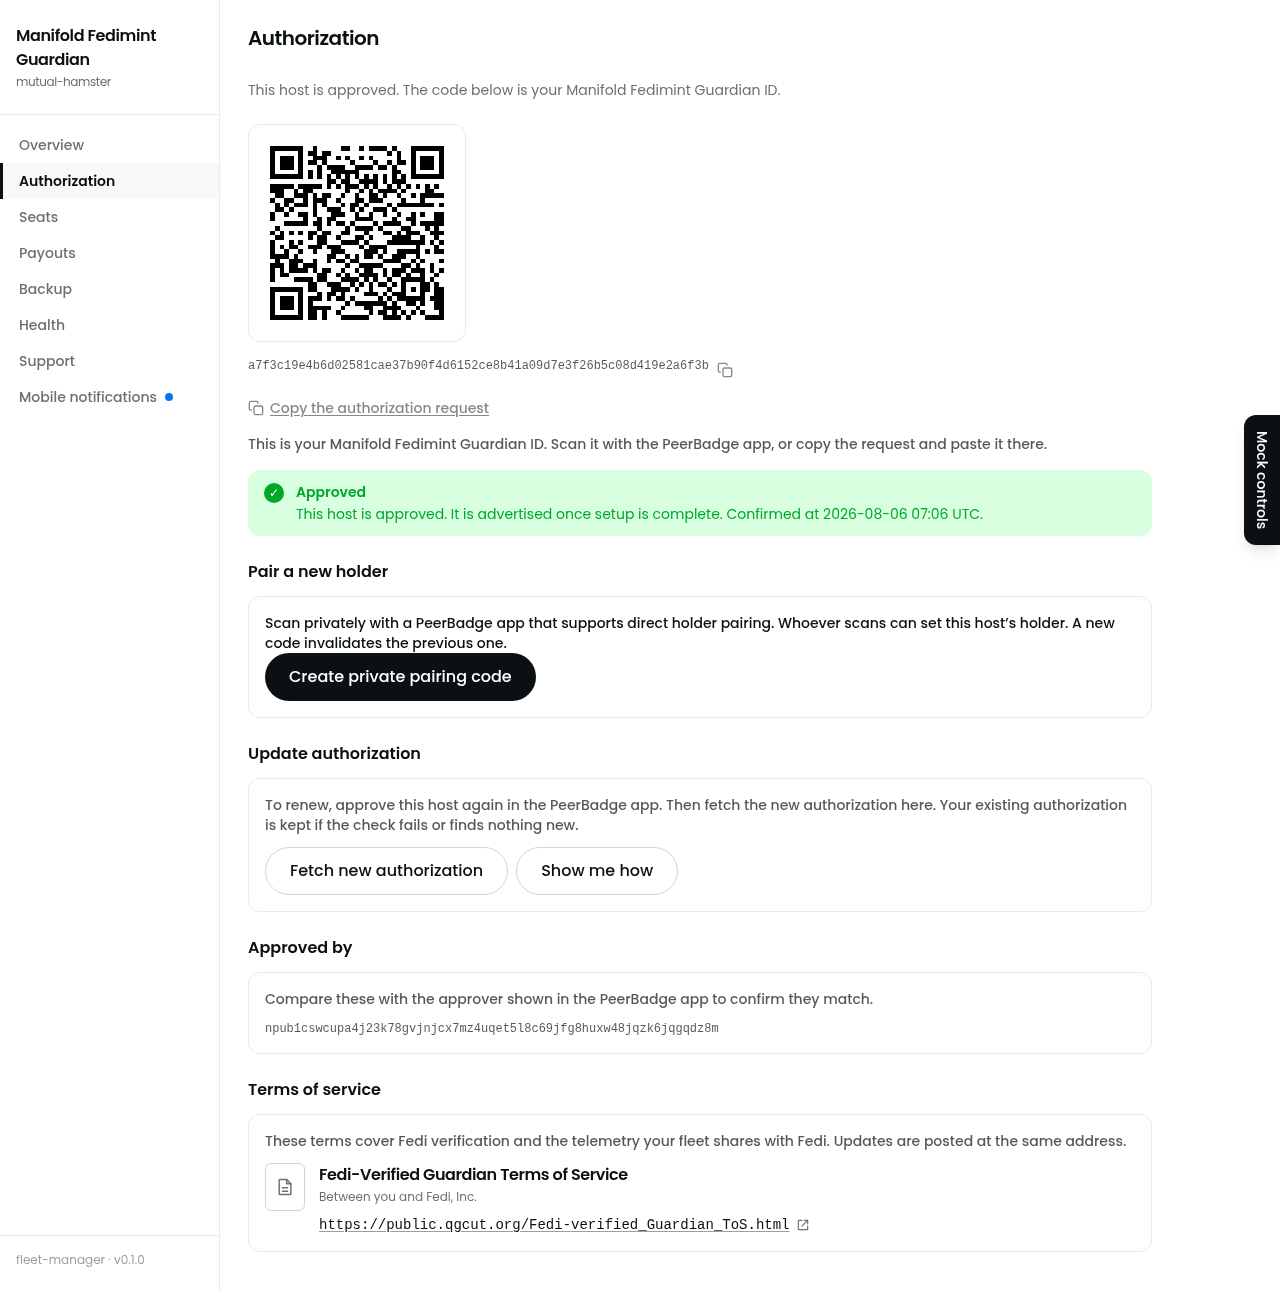 Manifold Fedimint
Guardian
mutual-hamster
Overview
Authorization
Seats
Payouts
Backup
Health
Support
Mobile notifications
fleet-manager · v0.1.0
Authorization
This host is approved. The code below is your Manifold Fedimint Guardian ID.
a7f3c19e4b6d02581cae37b90f4d6152ce8b41a09d7e3f26b5c08d419e2a6f3b
Copy the authorization request
This is your Manifold Fedimint Guardian ID. Scan it with the PeerBadge app, or copy the request and paste it there.
Approved
This host is approved. It is advertised once setup is complete. Confirmed at 2026-08-06 07:06 UTC.
Pair a new holder
Scan privately with a PeerBadge app that supports direct holder pairing. Whoever scans can set this host’s holder. A new
code invalidates the previous one.
Create private pairing code
Update authorization
To renew, approve this host again in the PeerBadge app. Then fetch the new authorization here. Your existing authorization
is kept if the check fails or finds nothing new.
Fetch new authorization
Show me how
Approved by
Compare these with the approver shown in the PeerBadge app to confirm they match.
npub1cswcupa4j23k78gvjnjcx7mz4uqet5l8c69jfg8huxw48jqzk6jqgqdz8m
Terms of service
These terms cover Fedi verification and the telemetry your fleet shares with Fedi. Updates are posted at the same address.
Fedi-Verified Guardian Terms of Service
Between you and Fedi, Inc.
https://public.qgcut.org/Fedi-verified_Guardian_ToS.html
Mock controls